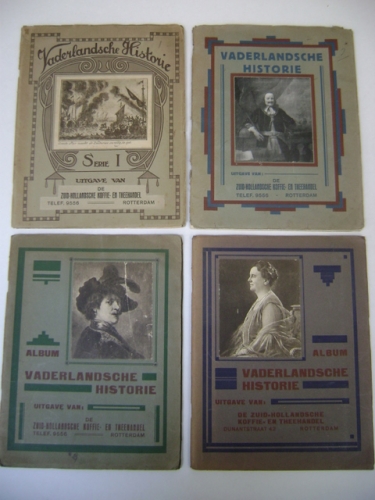 Vaderlandsche Historie
SERIE I
UITGAVE VAN
DE
ZUID-HOLLANDSCHE KOFFIE- EN THEEHANDEL
ROTTERDAM
VADERLANDSCHE
HISTORIE
UITGAVE VAN:
DE
ZUID-HOLLANDSCHE KOFFIE- EN THEEHANDEL
ROTTERDAM
ALBUM
VADERLANDSCHE
HISTORIE
UITGAVE VAN:
DE
ZUID-HOLLANDSCHE KOFFIE- EN THEEHANDEL
ROTTERDAM
ALBUM
VADERLANDSCHE
HISTORIE
UITGAVE VAN:
DE ZUID-HOLLANDSCHE
KOFFIE- EN THEEHANDEL
ROTTERDAM